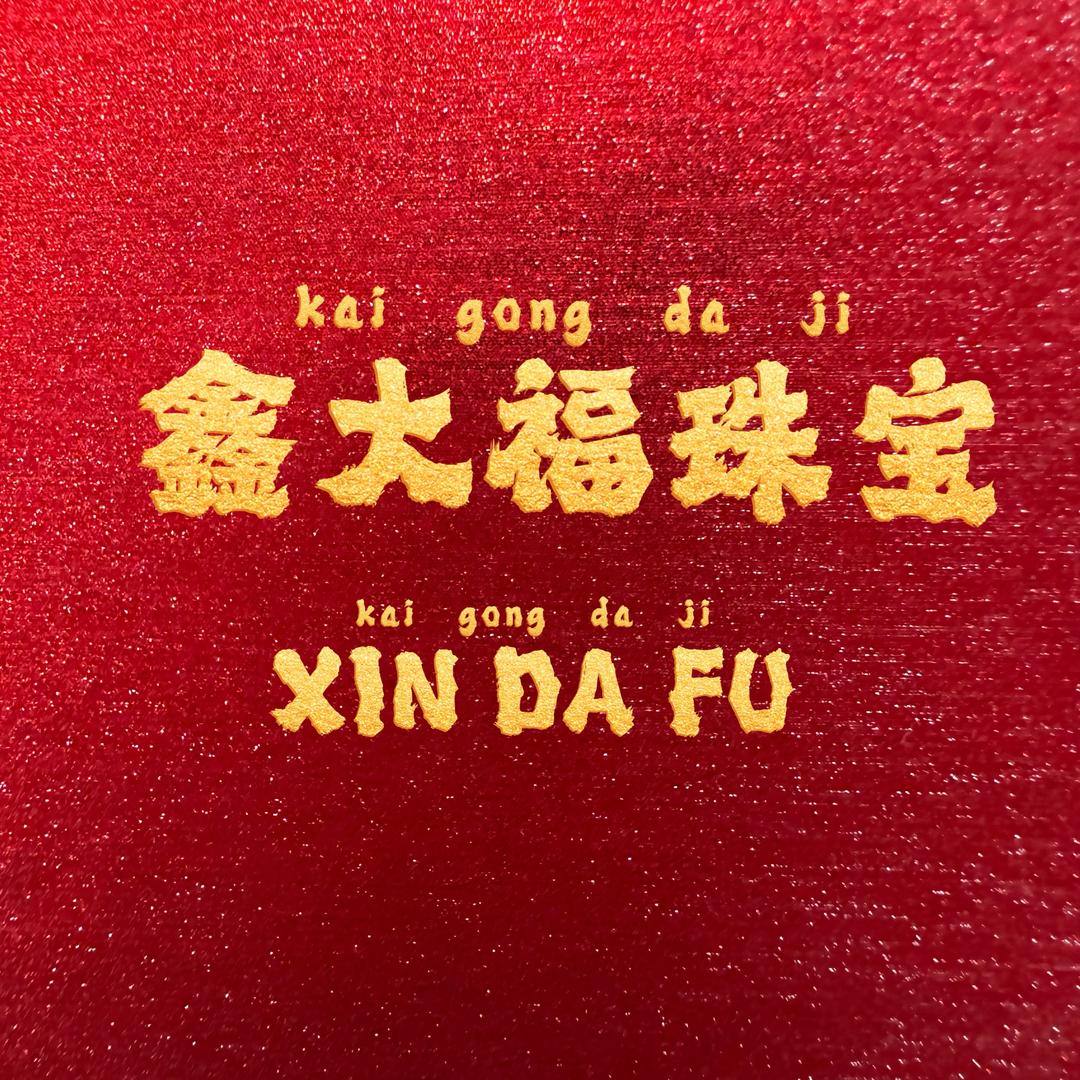 kai gong da ji
鑫大福珠宝
kai gong da ji
XIN DA FU